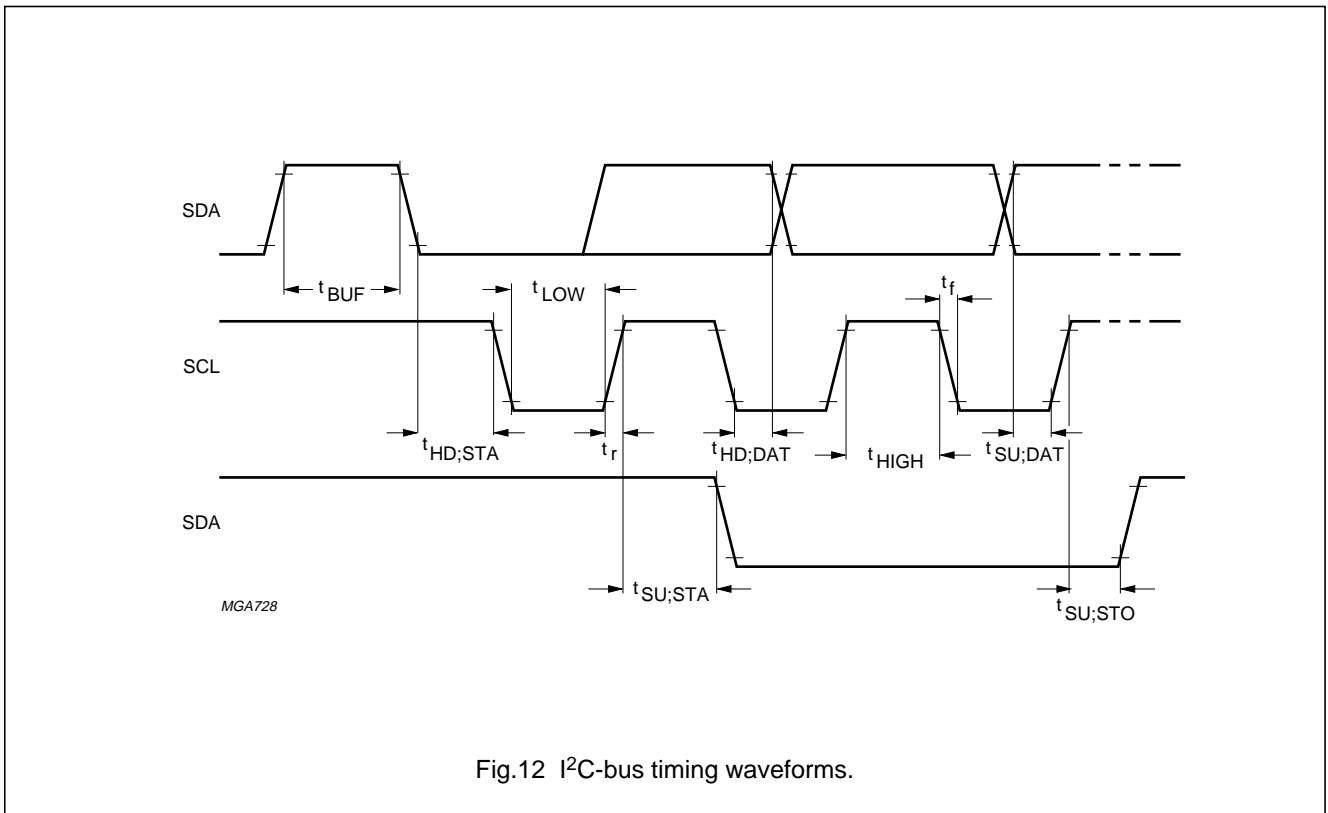 SDA
t BUF
t LOW
t f
SCL
t HD;STA
t r
t HD;DAT
t HIGH
t SU;DAT
SDA
t SU;STA
t SU;STO
MGA728
Fig.12 I2C-bus timing waveforms.